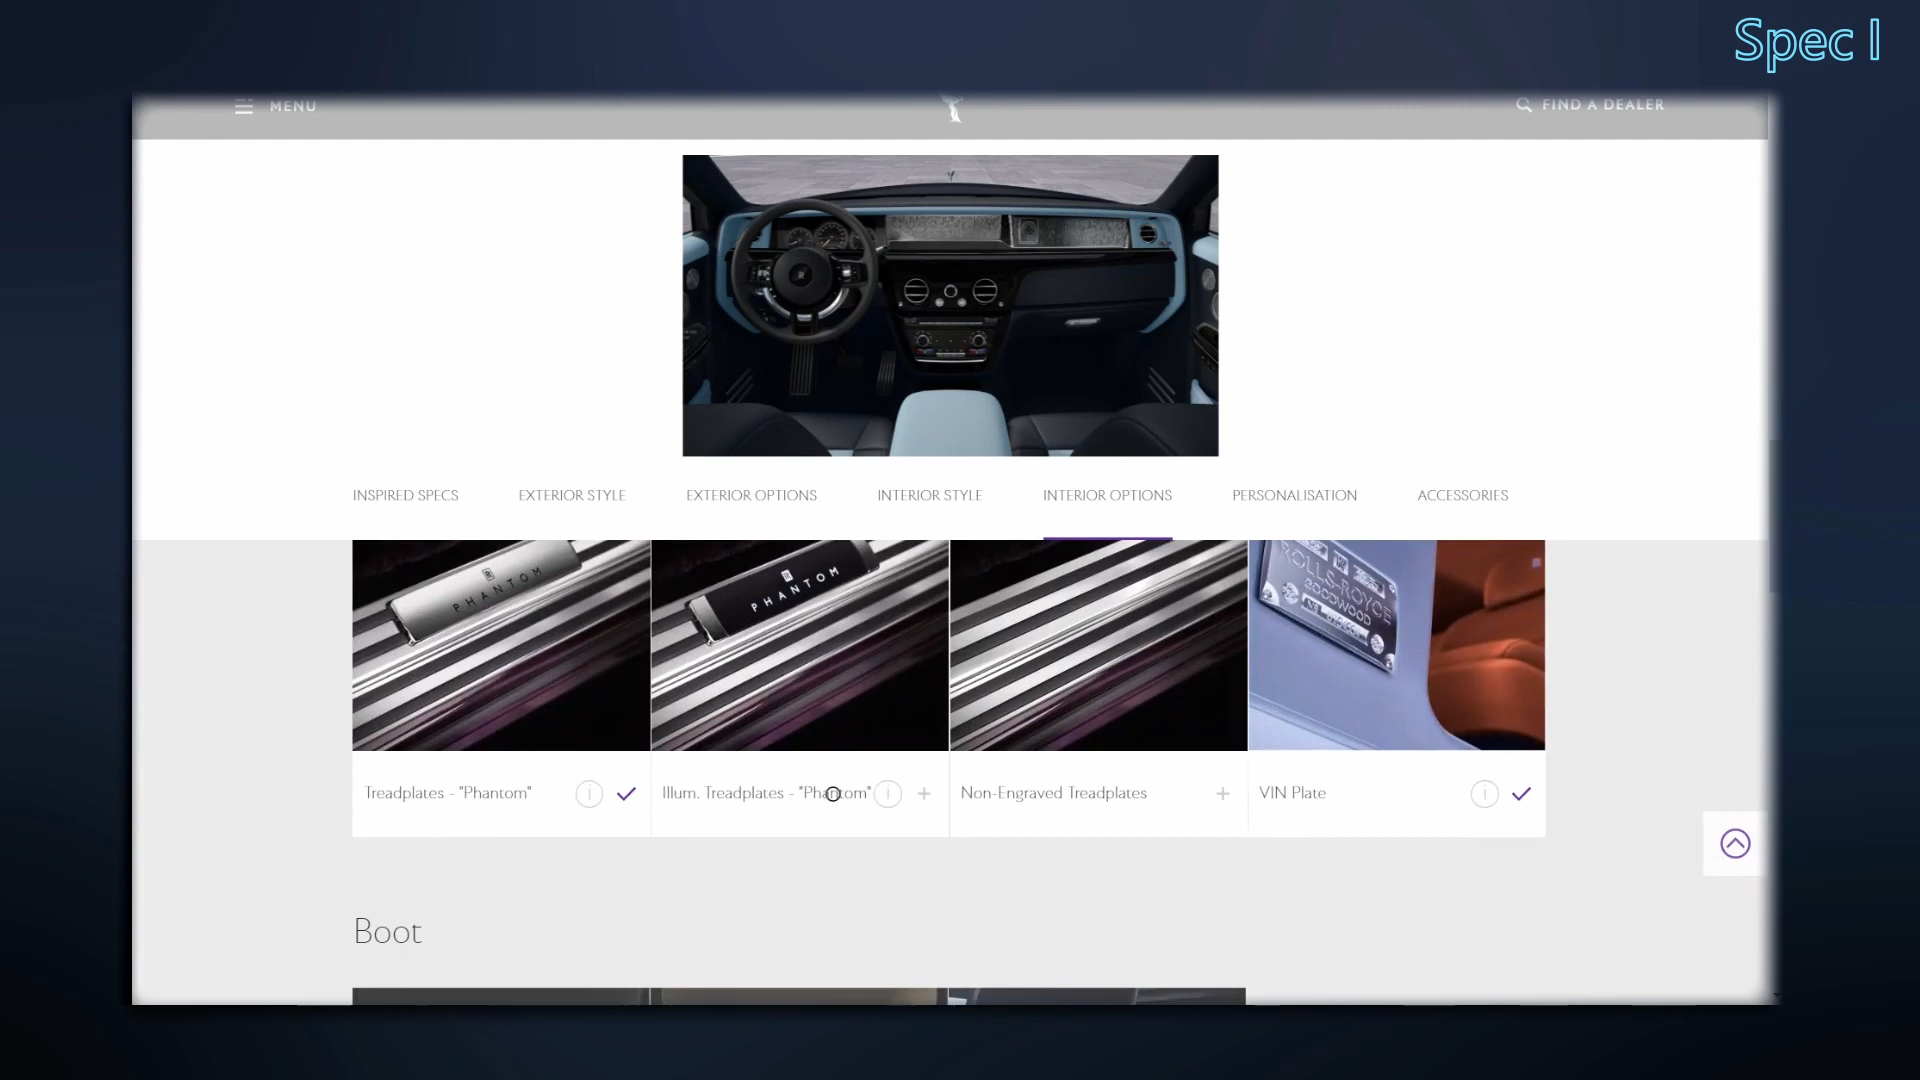 Spec I
MENU
FIND A DEALER
INSPIRED SPECS
EXTERIOR STYLE
EXTERIOR OPTIONS
INTERIOR STYLE
INTERIOR OPTIONS
PERSONALISATION
ACCESSORIES
PHANTOM
PHANTOM
ROLLS-ROYCE
GOODWOOD
Treadplates - "Phantom"
Illum. Treadplates - "Phantom"
Non-Engraved Treadplates
VIN Plate
Boot